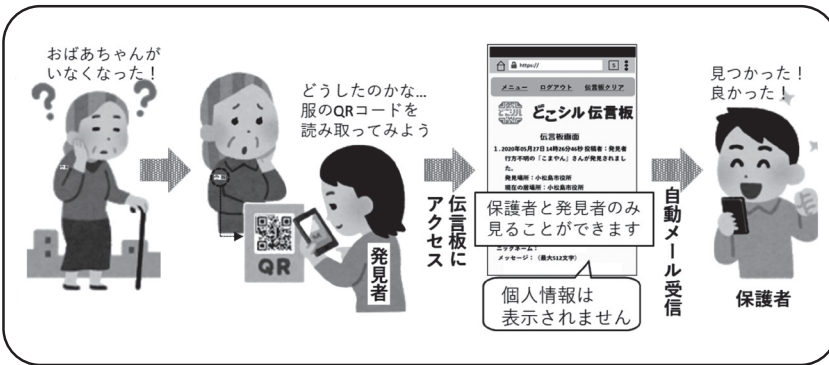 おばあちゃんが
いなくなった！
どうしたのかな…
服のQRコードを
読み取ってみよう
QR
発見者
伝言板に
アクセス
https://
5
メニュー ログアウト 伝言板クリア
どこシル伝言板
伝言板画面
1. 2020年05月27日14時26分46秒 投稿者：発見者
行方不明の「こまやん」さんが発見されまし
た。
発見場所：小松島市役所
現在の居場所：小松島市役所
保護者と発見者のみ
見ることができます
ニックネーム：
メッセージ：（最大512文字）
個人情報は
表示されません
自動メール受信
見つかった！
良かった！
保護者